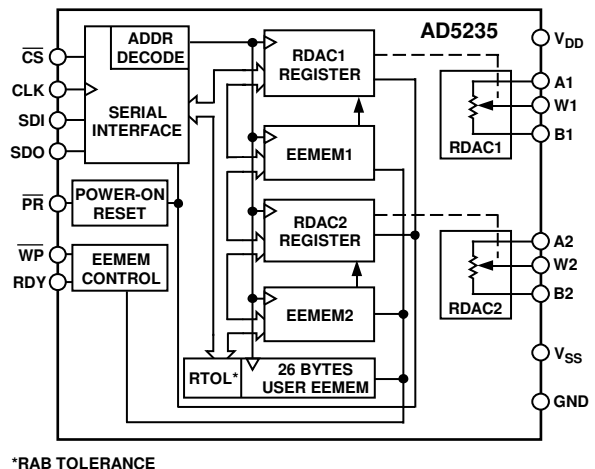 AD5235
ADDR
DECODE
SERIAL
INTERFACE
CS
CLK
SDI
SDO
PR
POWER-ON
RESET
WP
RDY
EEMEM
CONTROL
RDAC1
REGISTER
EEMEM1
RDAC2
REGISTER
EEMEM2
RTOL*
26 BYTES
USER EEMEM
RDAC1
RDAC2
VDD
A1
W1
B1
A2
W2
B2
VSS
GND
*RAB TOLERANCE